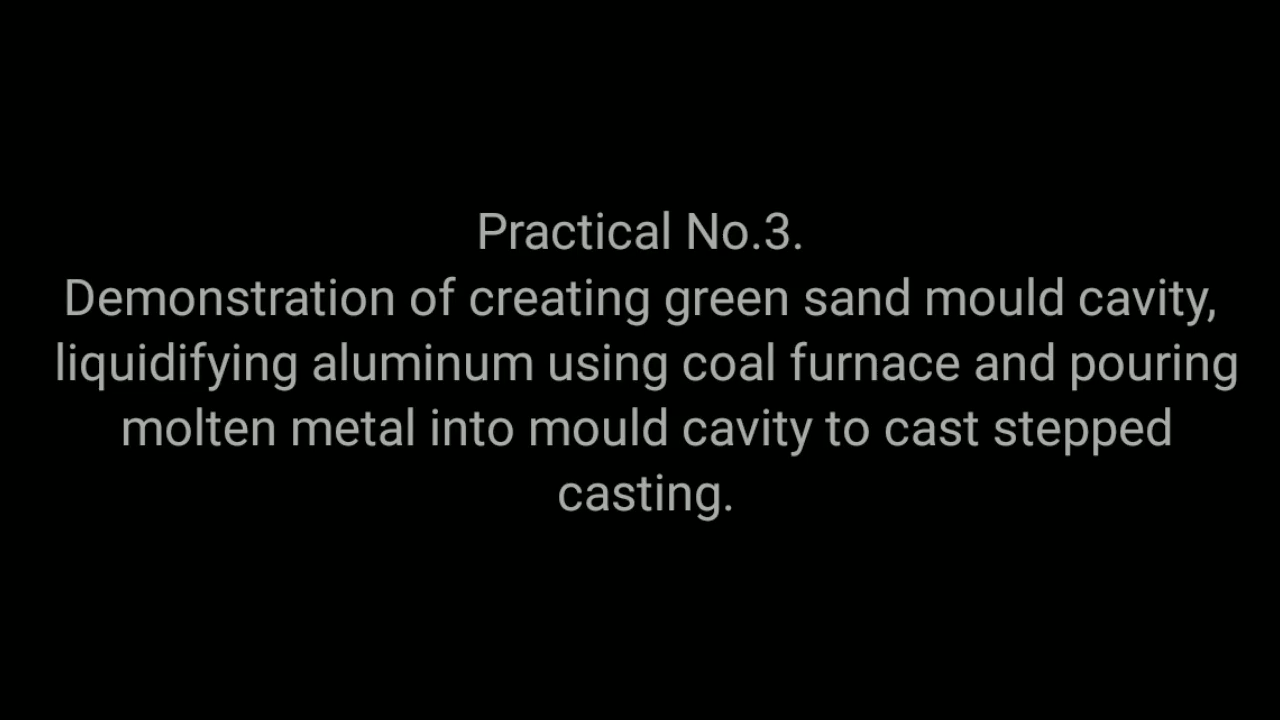 Practical No.3.
Demonstration of creating green sand mould cavity,
liquidifying aluminum using coal furnace and pouring
molten metal into mould cavity to cast stepped
casting.